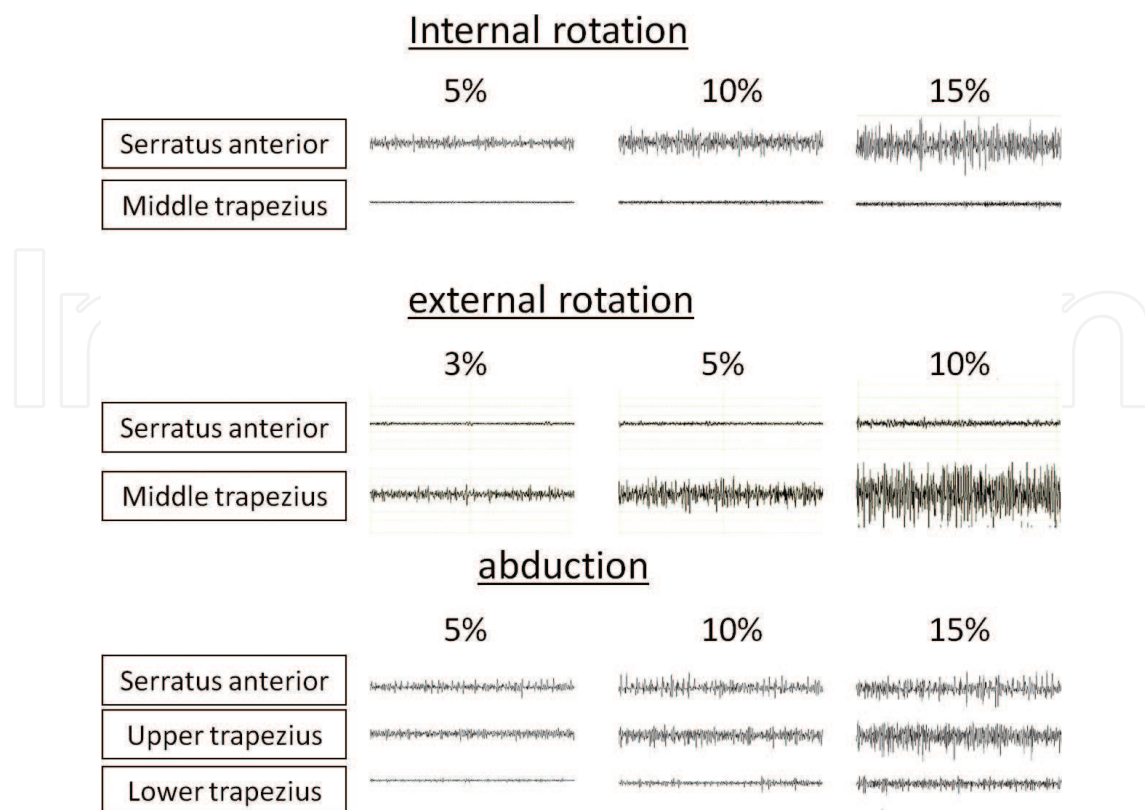 Internal rotation
5% 10% 15%
Serratus anterior
Middle trapezius
external rotation
3% 5% 10%
Serratus anterior
Middle trapezius
abduction
5% 10% 15%
Serratus anterior
Upper trapezius
Lower trapezius